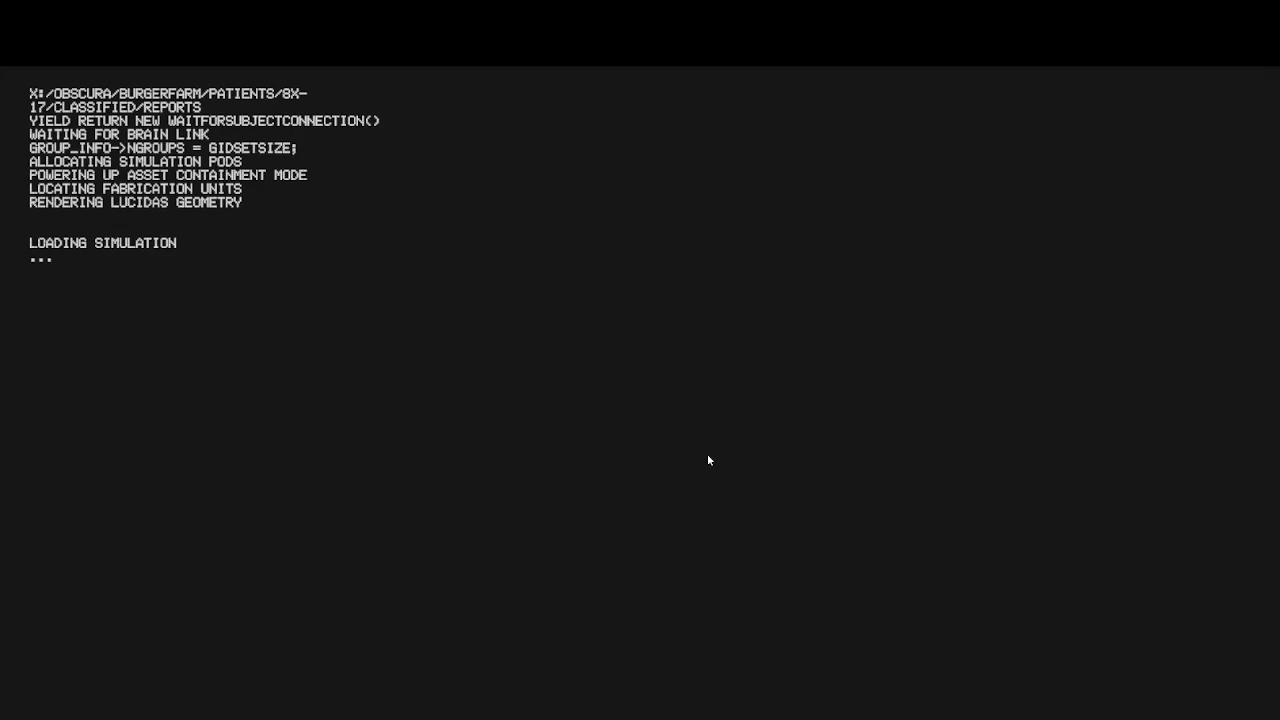 X:/OBSCURA/BURGERFARM/PATIENTS/8X-
17/CLASSIFIED/REPORTS
YIELD RETURN NEW WAITFORSUBJECTCONNECTION()
WAITING FOR BRAIN LINK
GROUP_INFO->NGROUPS = GIDSETSIZE;
ALLOCATING SIMULATION PODS
POWERING UP ASSET CONTAINMENT MODE
LOCATING FABRICATION UNITS
RENDERING LUCIDAS GEOMETRY
LOADING SIMULATION
...